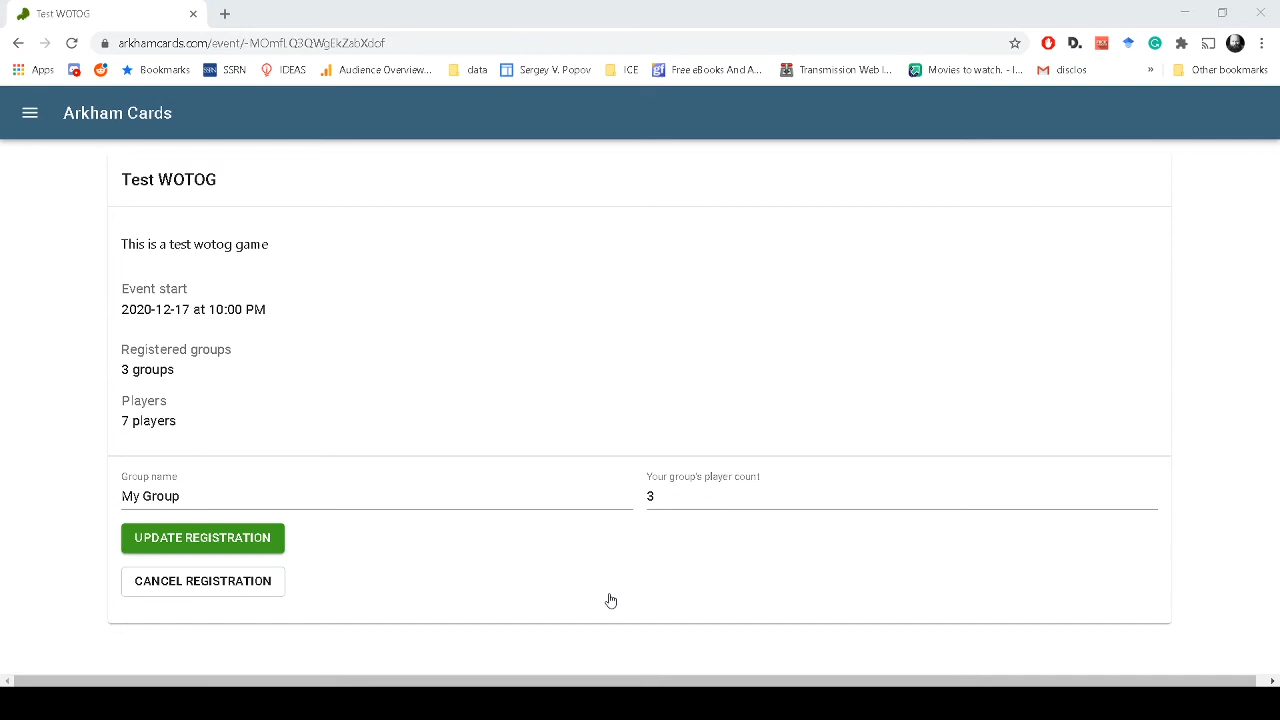 Test WOTOG
arkhamcards.com/event/-MOmfLQ3QWgEkZabXdof
Apps
Bookmarks
SSRN
IDEAS
Audience Overview...
data
Sergey V. Popov
ICE
Free eBook And A...
Transmission Web I...
Movies to watch. - I...
disclos
»
Other bookmarks
Arkham Cards
Test WOTOG
This is a test wotog game
Event start
2020-12-17 at 10:00 PM
Registered groups
3 groups
Players
7 players
Group name
Your group's player count
My Group
3
UPDATE REGISTRATION
CANCEL REGISTRATION